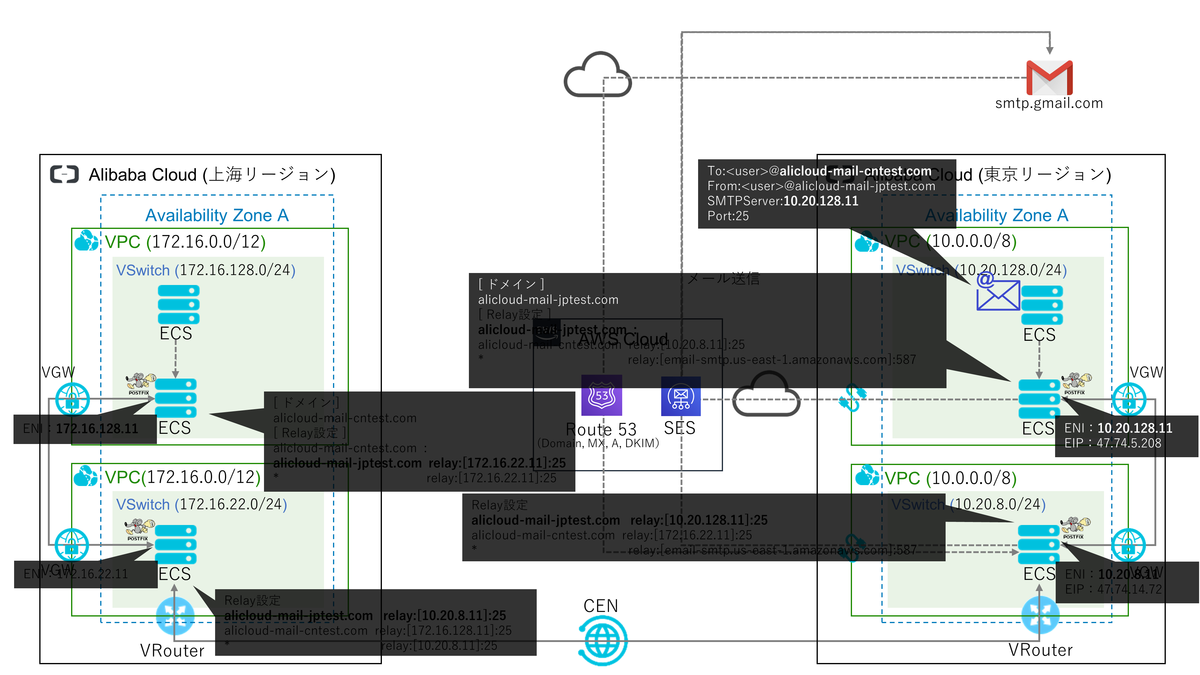 smtp.gmail.com
Alibaba Cloud (上海リージョン)
Availability Zone A
VPC (172.16.0.0/12)
VSwitch (172.16.128.0/24)
ECS
VGW
POSTFIX
ECS
ENI：172.16.128.11
[ ドメイン ]
alicloud-mail-cntest.com
[ Relay設定 ]
alicloud-mail-cntest.com :
alicloud-mail-jptest.com relay:[172.16.22.11]:25
* relay:[172.16.22.11]:25
VPC(172.16.0.0/12)
VSwitch (172.16.22.0/24)
POSTFIX
VGW
ENI：172.16.22.11
ECS
Relay設定
alicloud-mail-jptest.com relay:[10.20.8.11]:25
alicloud-mail-cntest.com relay:[172.16.128.11]:25
* relay:[10.20.8.11]:25
VRouter
CEN
To:<user>@alicloud-mail-cntest.com
From:<user>@alicloud-mail-jptest.com
SMTPServer:10.20.128.11
Port:25
メール送信
[ ドメイン ]
alicloud-mail-jptest.com
[ Relay設定 ]
alicloud-mail-jptest.com :
alicloud-mail-cntest.com relay:[10.20.8.11]:25
* relay:[email-smtp.us-east-1.amazonaws.com]:587
AWS Cloud
53
Route 53
(Domain, MX, A, DKIM)
SES
Relay設定
alicloud-mail-jptest.com relay:[10.20.128.11]:25
alicloud-mail-cntest.com relay:[172.16.22.11]:25
* relay:[email-smtp.us-east-1.amazonaws.com]:587
Alibaba Cloud (東京リージョン)
Availability Zone A
VPC (10.0.0.0/8)
VSwitch (10.20.128.0/24)
@
ECS
VGW
POSTFIX
ECS
ENI：10.20.128.11
EIP：47.74.5.208
VPC (10.0.0.0/8)
VSwitch (10.20.8.0/24)
POSTFIX
ECS
VGW
ENI：10.20.8.11
EIP：47.74.14.72
VRouter